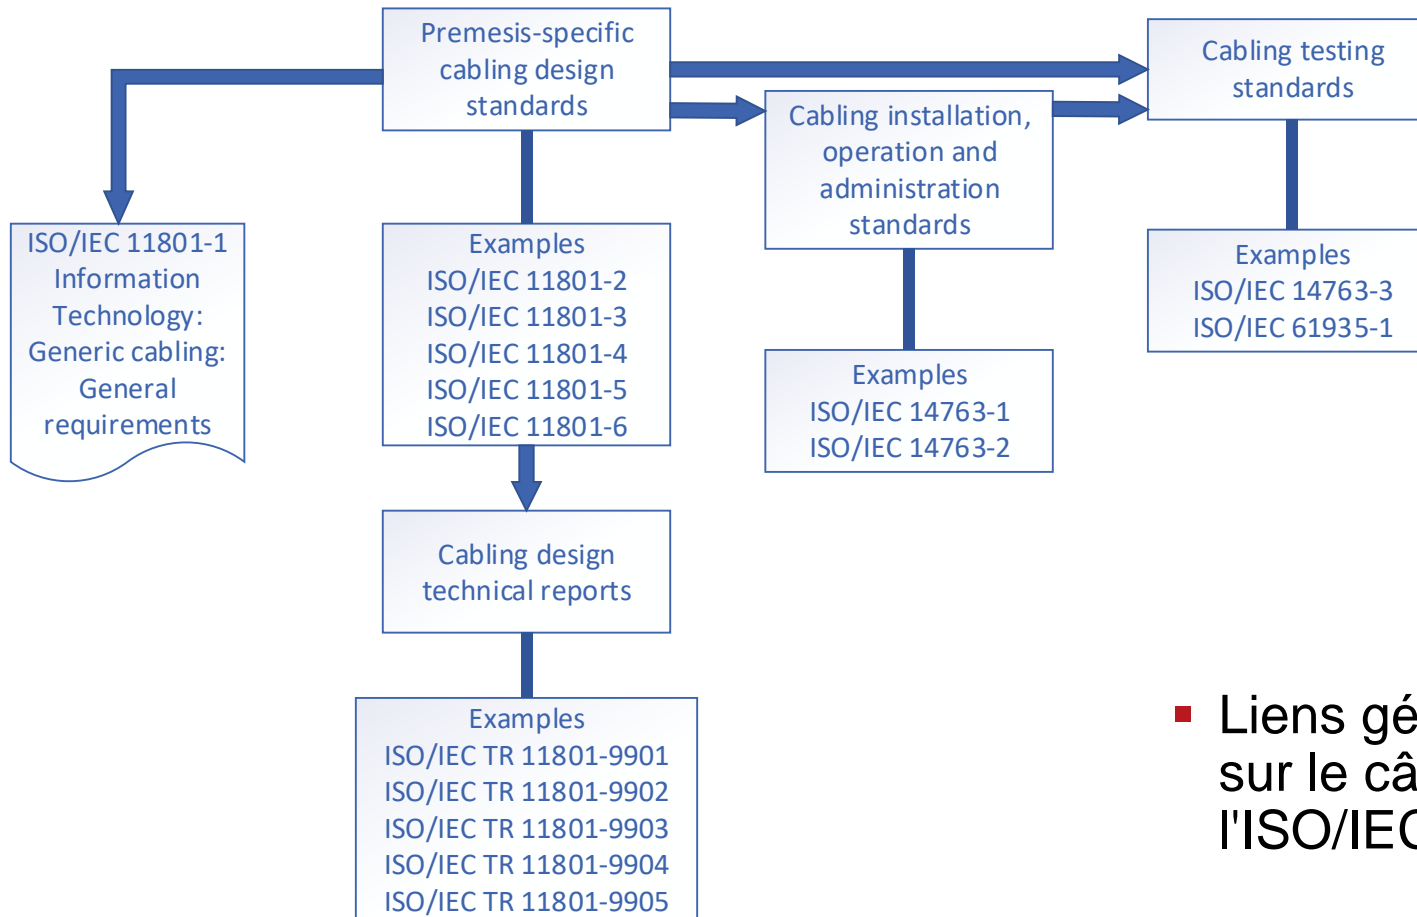 Premesis-specific
cabling design
standards
Cabling testing
standards
Cabling installation,
operation and
administration
standards
ISO/IEC 11801-1
Information
Technology:
Generic cabling:
General
requirements
Examples
ISO/IEC 11801-2
ISO/IEC 11801-3
ISO/IEC 11801-4
ISO/IEC 11801-5
ISO/IEC 11801-6
Examples
ISO/IEC 14763-3
ISO/IEC 61935-1
Examples
ISO/IEC 14763-1
ISO/IEC 14763-2
Cabling design
technical reports
Examples
ISO/IEC TR 11801-9901
ISO/IEC TR 11801-9902
ISO/IEC TR 11801-9903
ISO/IEC TR 11801-9904
ISO/IEC TR 11801-9905
Liens
sur le
l'ISO/IEC